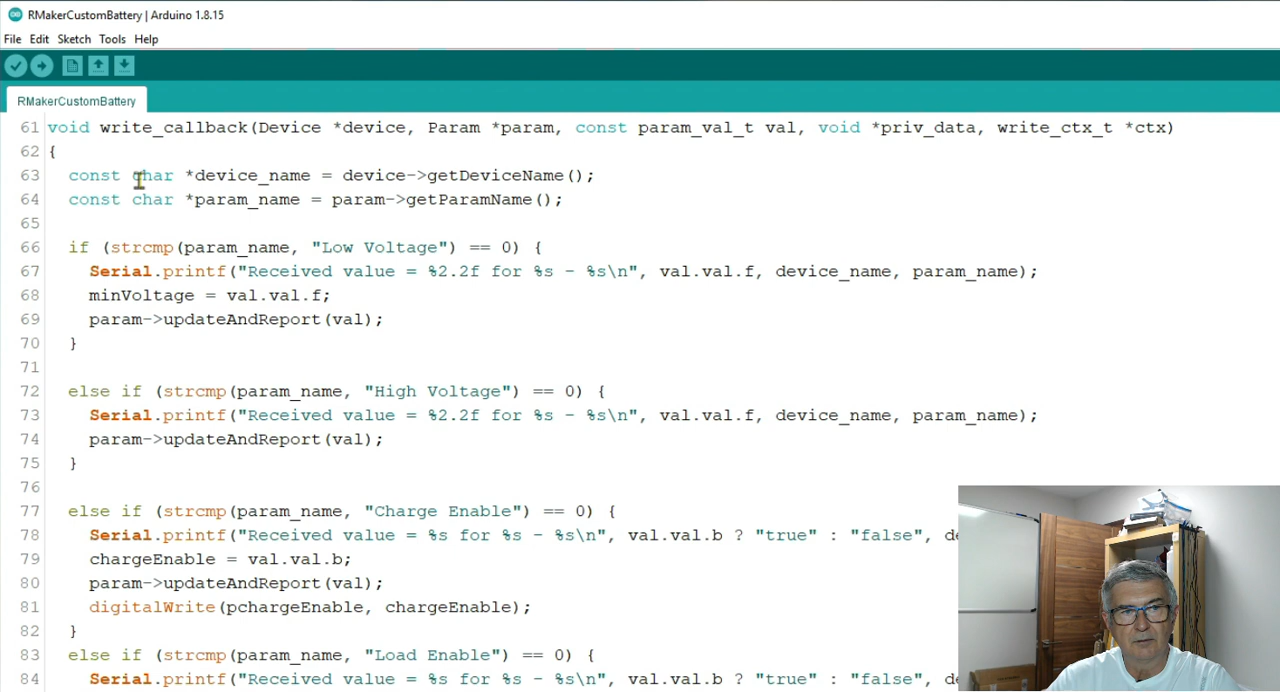 RMakerCustomBattery | Arduino 1.8.15
File Edit Sketch Tools Help
RMakerCustomBattery
61 void write_callback(Device *device, Param *param, const param_val_t val, void *priv_data, write_ctx_t *ctx)
62 {
63 const char *device_name = device->getDeviceName();
64 const char *param_name = param->getParamName();
65
66 if (strcmp(param_name, "Low Voltage") == 0) {
67 Serial.printf("Received value = %2.2f for %s - %s\n", val.val.f, device_name, param_name);
68 minVoltage = val.val.f;
69 param->updateAndReport(val);
70 }
71
72 else if (strcmp(param_name, "High Voltage") == 0) {
73 Serial.printf("Received value = %2.2f for %s - %s\n", val.val.f, device_name, param_name);
74 param->updateAndReport(val);
75 }
76
77 else if (strcmp(param_name, "Charge Enable") == 0) {
78 Serial.printf("Received value = %s for %s - %s\n", val.val.b ? "true" : "false", de
79 chargeEnable = val.val.b;
80 param->updateAndReport(val);
81 digitalWrite(pchargeEnable, chargeEnable);
82 }
83 else if (strcmp(param_name, "Load Enable") == 0) {
84 Serial.printf("Received value = %s for %s - %s\n", val.val.b ? "true" : "false", de